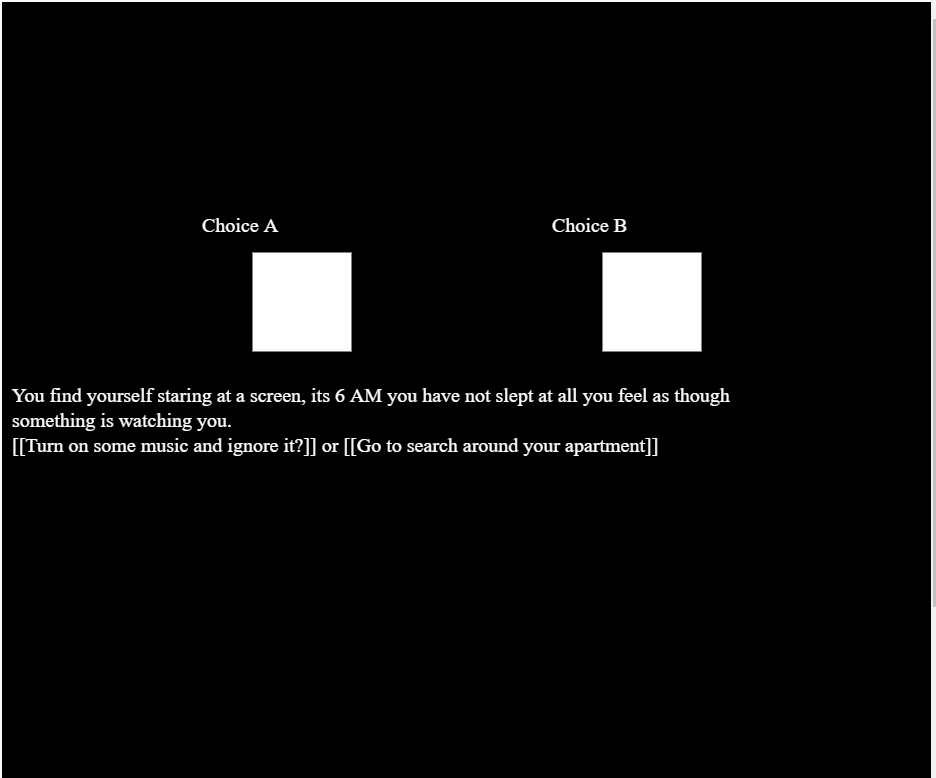 Choice A
Choice B
You find yourself staring at a screen, its 6 AM you have not slept at all you feel as though
something is watching you.
[[Turn on some music and ignore it?]] or [[Go to search around your apartment]]